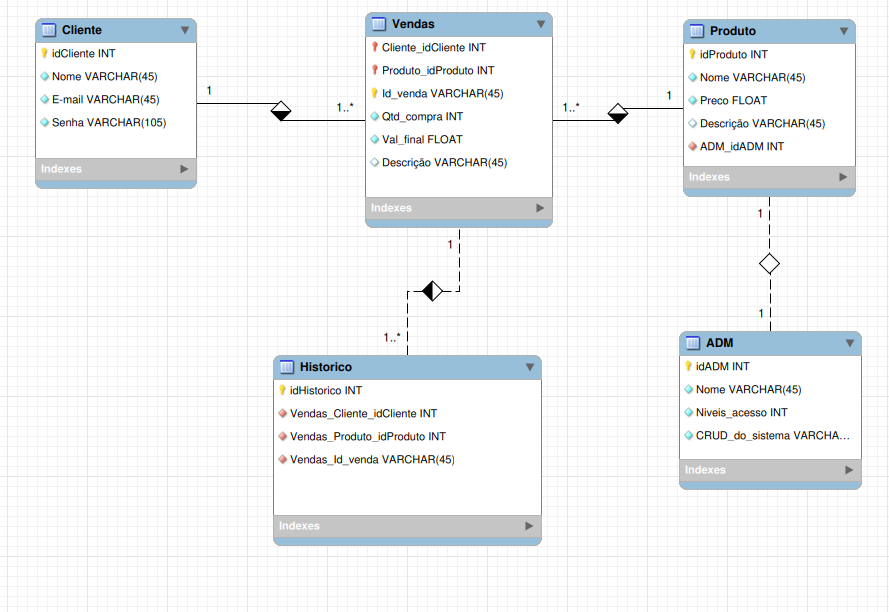 Cliente
idCliente INT
Nome VARCHAR(45)
E-mail VARCHAR(45)
Senha VARCHAR(105)
Indexes
1
1..*
Vendas
Cliente_idCliente INT
Produto_idProduto INT
Id_venda VARCHAR(45)
Qtd_compra INT
Val_final FLOAT
Descrição VARCHAR(45)
Indexes
1..*
1
Produto
idProduto INT
Nome VARCHAR(45)
Preco FLOAT
Descrição VARCHAR(45)
ADM_idADM INT
Indexes
1
1..*
1
1
Historico
idHistorico INT
Vendas_Cliente_idCliente INT
Vendas_Produto_idProduto INT
Vendas_Id_venda VARCHAR(45)
Indexes
ADM
idADM INT
Nome VARCHAR(45)
Niveis_acesso INT
CRUD_do_sistema VARCHA...
Indexes